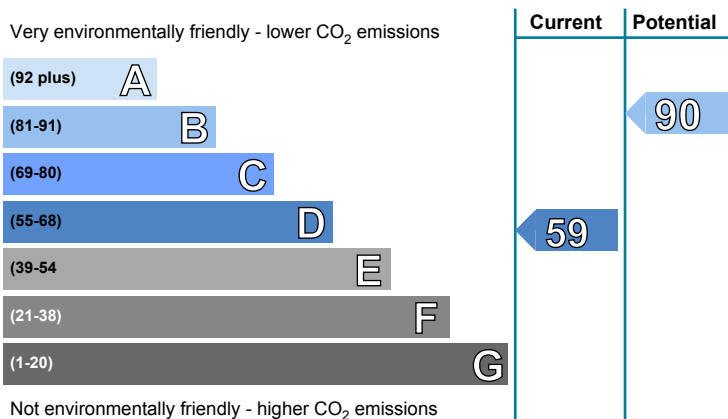 Current Potential
Very environmentally friendly - lower CO2 emissions
(92 plus) A
(81-91) B
90
(69-80) C
(55-68) D
59
(39-54 E
(21-38) F
(1-20) G
Not environmentally friendly - higher CO2 emissions